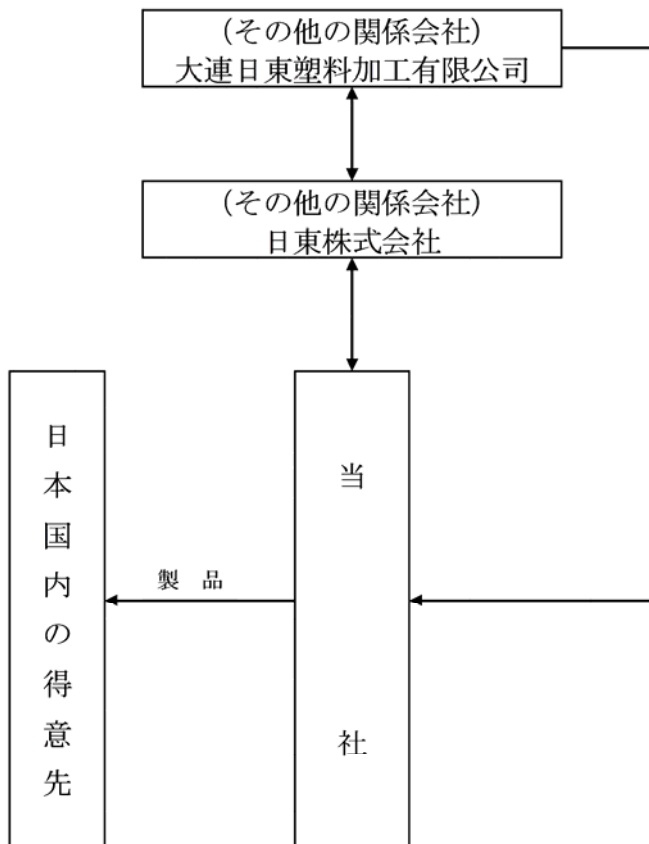 (その他の関係会社)
大連日東塑料加工有限公司
(その他の関係会社)
日東株式会社
日本国内の得意先
製 品
当 社